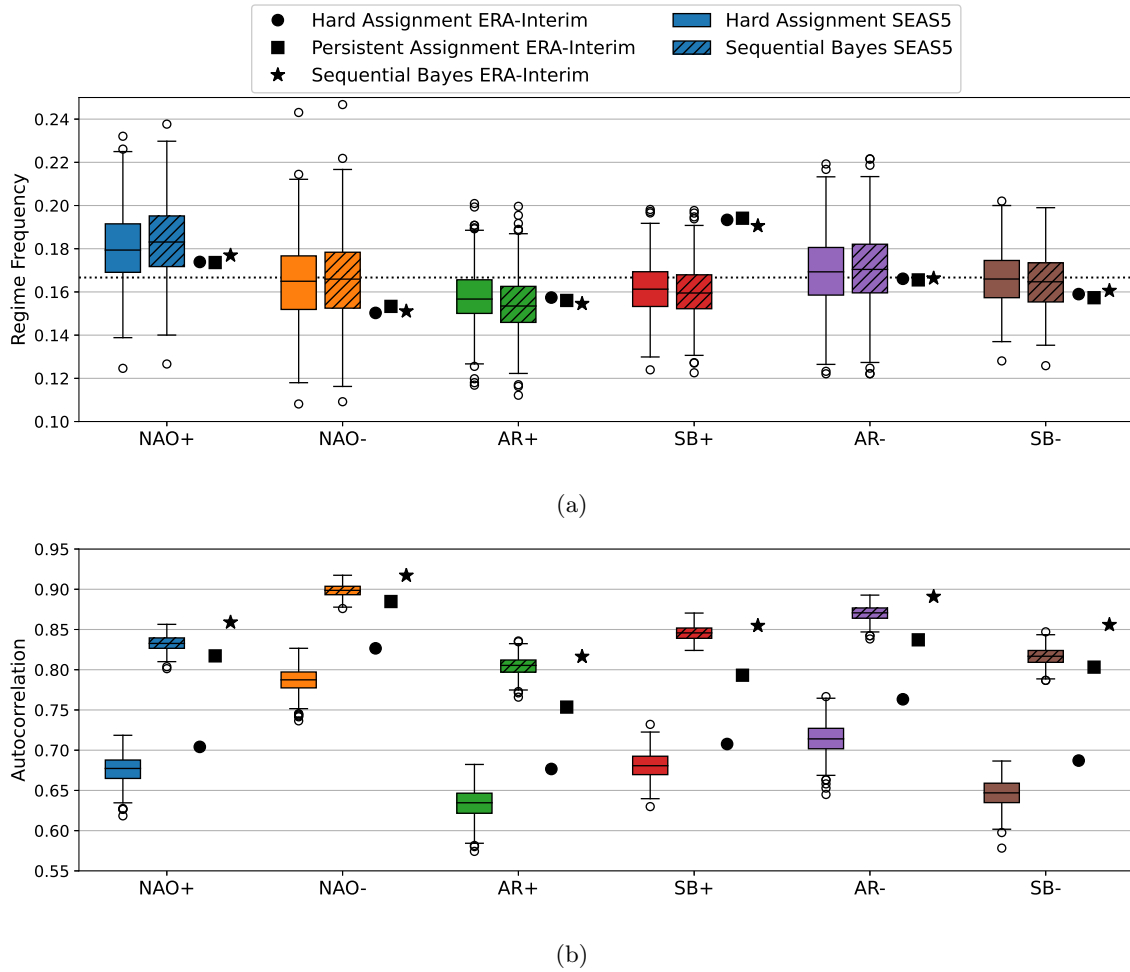 Hard Assignment ERA-Interim
Persistent Assignment ERA-Interim
Sequential Bayes ERA-Interim
Hard Assignment SEAS5
Sequential Bayes SEAS5
Regime Frequency
0.24
0.22
0.20
0.18
0.16
0.14
0.12
0.10
NAO+ NAO- AR+ SB+ AR- SB-
(a)
Autocorrelation
0.95
0.90
0.85
0.80
0.75
0.70
0.65
0.60
0.55
NAO+ NAO- AR+ SB+ AR- SB-
(b)